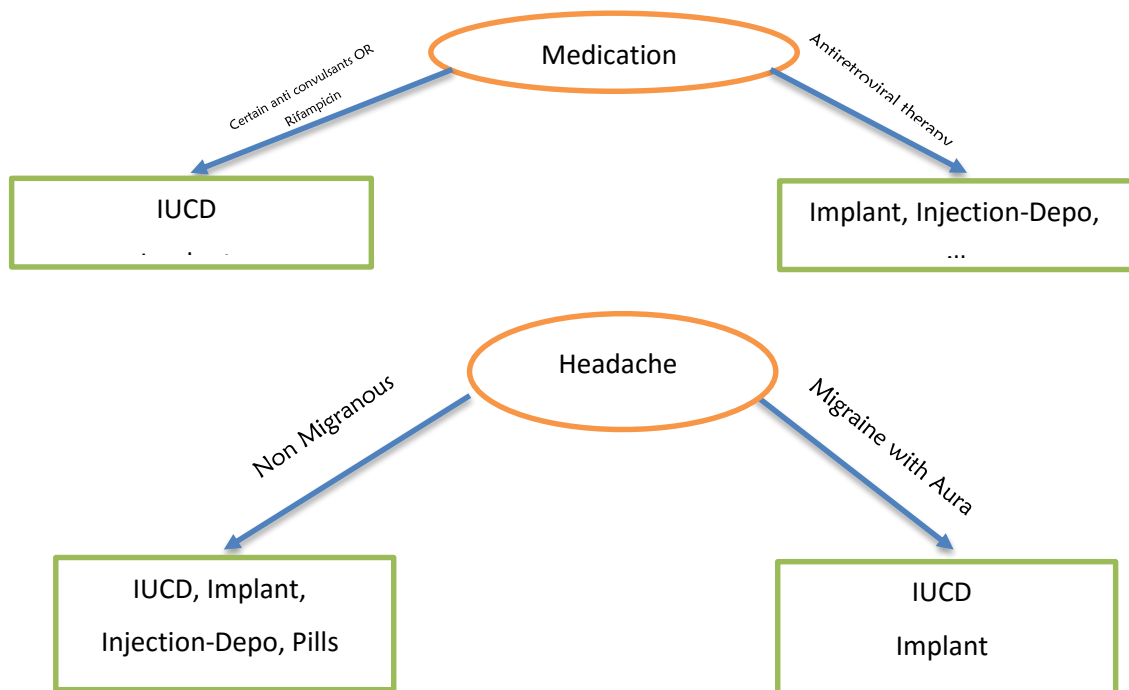 Medication
Certain anti convulsants OR
Rifampicin
Antiretroviral therapy
IUCD
Implant, Injection-Depo,
Headache
Non Migranous
Migraine with Aura
IUCD, Implant,
Injection-Depo, Pills
IUCD
Implant